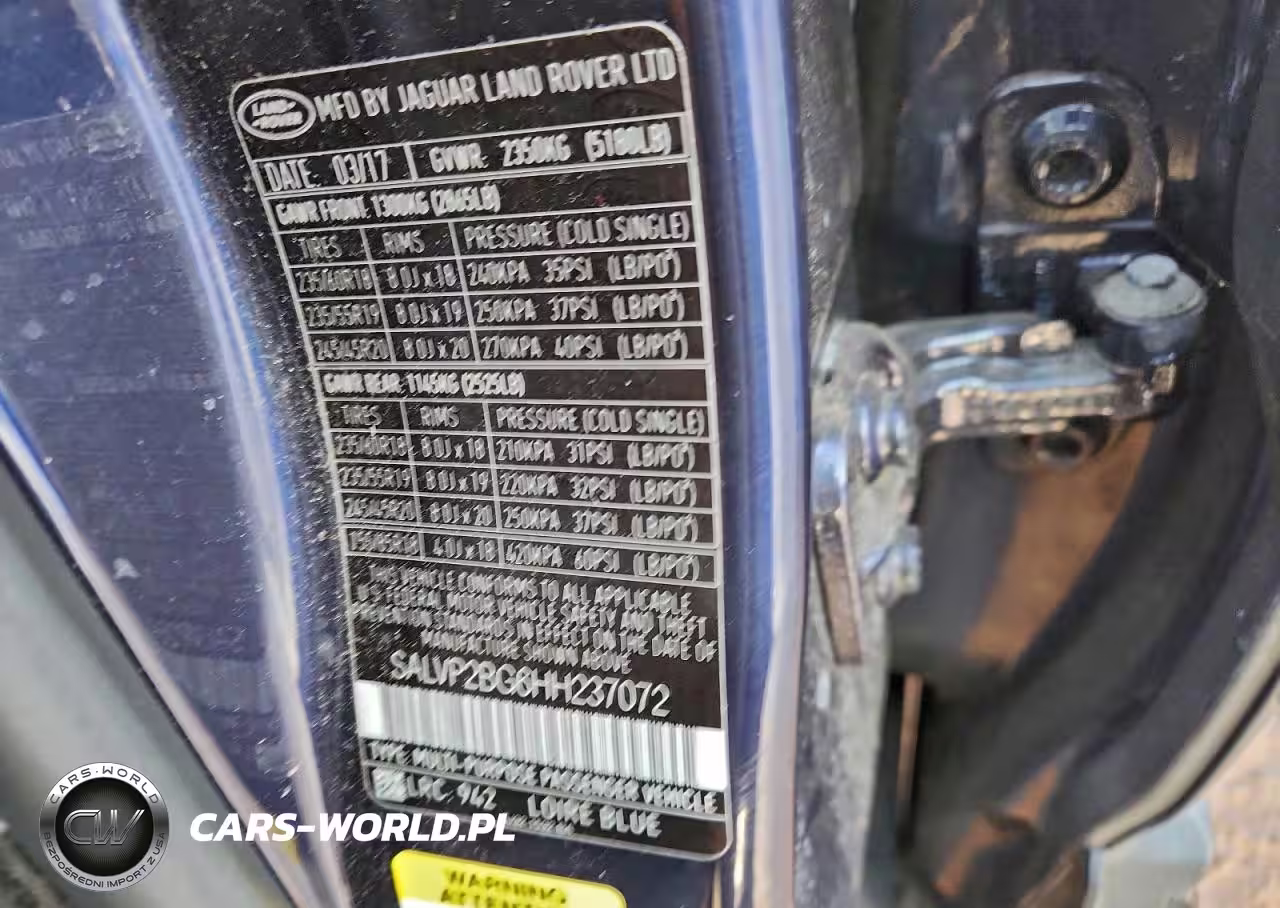 LAND-
ROVER
MFD BY JAGUAR LAND ROVER LTD
DATE: 03/17 GVWR: 2350KG (5180LB)
GAWR FRONT: 1300KG (2865LB)
TIRES RIMS PRESSURE (COLD SINGLE)
235/60R18 8.0J x 18 240KPA 35PSI (LB/PO²)
235/55R19 8.0J x 19 250KPA 37PSI (LB/PO²)
245/45R20 8.0J x 20 270KPA 40PSI (LB/PO²)
GAWR REAR: 1145KG (2525LB)
TIRES RIMS PRESSURE (COLD SINGLE)
235/60R18 8.0J x 18 210KPA 31PSI (LB/PO²)
235/55R19 8.0J x 19 220KPA 32PSI (LB/PO²)
245/45R20 8.0J x 20 250KPA 37PSI (LB/PO²)
155/85R18 4.0J x 18 420KPA 60PSI (LB/PO²)
THIS VEHICLE CONFORMS TO ALL APPLICABLE
U.S FEDERAL MOTOR VEHICLE SAFETY AND THEFT
PREVENTION STANDARDS IN EFFECT ON THE DATE OF
MANUFACTURE SHOWN ABOVE
SALVP2BG6HH237072
TYPE: MULTI-PURPOSE PASSENGER VEHICLE
LRC: 942 LOIRE BLUE
WARNING
CARS-WORLD
CW
BEZPOŚREDNI IMPORT Z USA
CARS-WORLD.PL